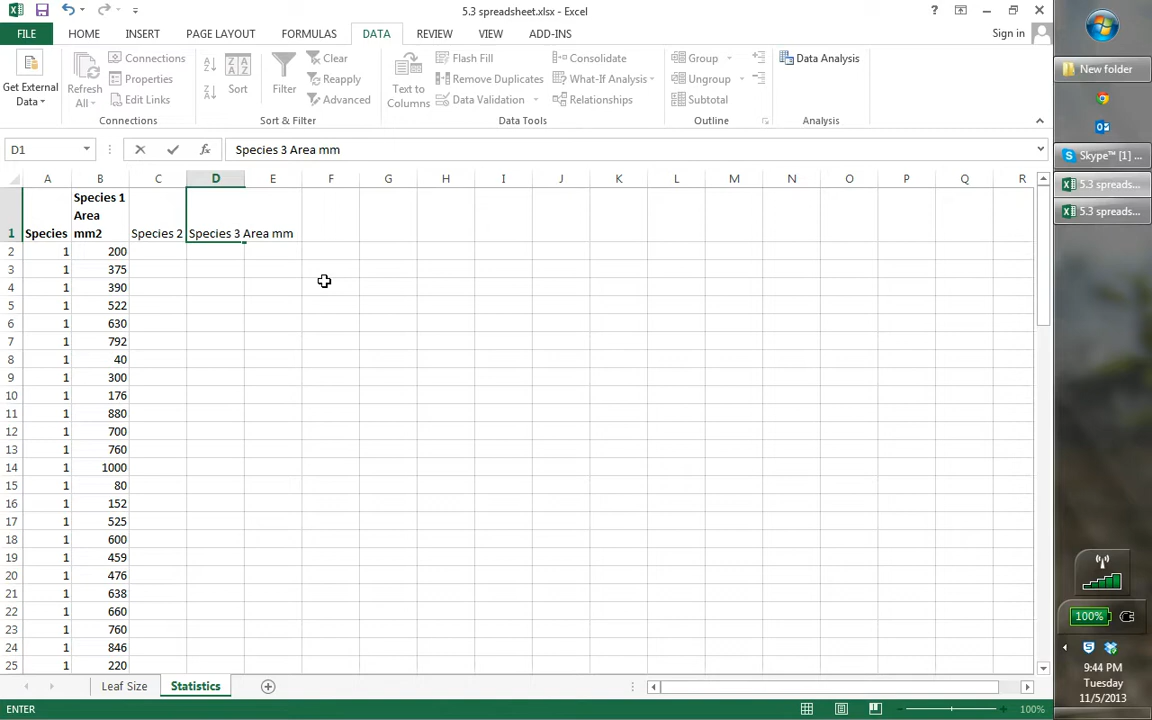 5.3 spreadsheet.xlsx - Excel
?
FILE HOME INSERT PAGE LAYOUT FORMULAS DATA REVIEW VIEW ADD-INS Sign in
Get External Data
Refresh All
Connections
Properties
Edit Links
Connections
Sort
Filter
Clear
Reapply
Advanced
Sort & Filter
Text to Columns
Flash Fill
Remove Duplicates
Data Validation
Consolidate
What-If Analysis
Relationships
Data Tools
Group
Ungroup
Subtotal
Outline
Data Analysis
Analysis
D1 fx Species 3 Area mm
A B C D E F G H I J K L M N O P Q R
1 Species Species 1 Area mm2 Species 2 Species 3 Area mm
2 1 200
3 1 375
4 1 390
5 1 522
6 1 630
7 1 792
8 1 40
9 1 300
10 1 176
11 1 880
12 1 700
13 1 760
14 1 1000
15 1 80
16 1 152
17 1 525
18 1 600
19 1 459
20 1 476
21 1 638
22 1 660
23 1 760
24 1 846
25 1 220
Leaf Size Statistics
ENTER 100%
New folder
Skype™ [1] ...
5.3 spreads...
5.3 spreads...
100%
9:44 PM
Tuesday
11/5/2013